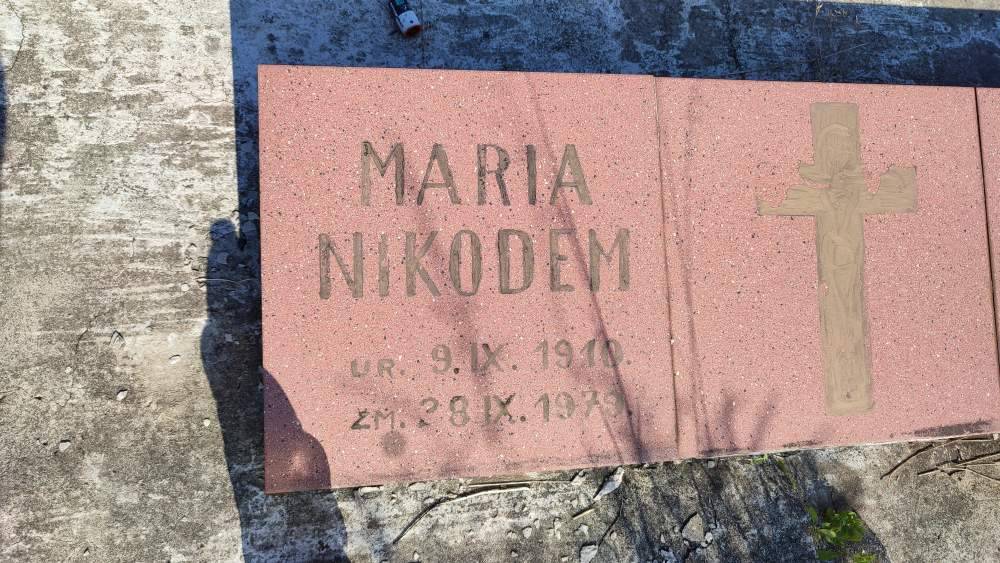 MARIA
NIKODEM
UR. 9.IX. 1910.
ZM. 28 IX. 1979.